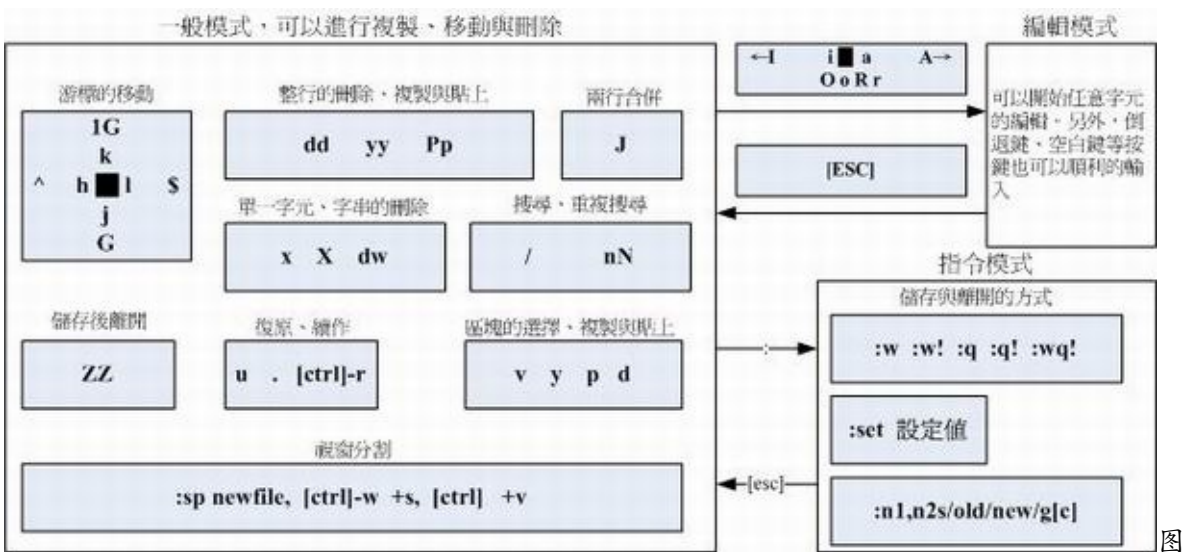 一般模式，可以進行複製、移動與刪除
游標的移動
1G
k
^ h l $
j
G
整行的刪除、複製與貼上
dd yy Pp
兩行合併
J
單一字元、字串的刪除
x X dw
搜尋、重複搜尋
/ nN
儲存後離開
ZZ
復原、續作
u . [ctrl]-r
區塊的選擇、複製與貼上
v y p d
視窗分割
:sp newfile, [ctrl]-w +s, [ctrl] +v
←I i a A→
O o R r
[ESC]
編輯模式
可以開始任意字元
的編輯。另外，倒
退鍵、空白鍵等按
鍵也可以順利的輸
入
:
[esc]
指令模式
儲存與離開的方式
:w :w! :q :q! :wq!
:set 設定值
:n1,n2s/old/new/g[c]
图